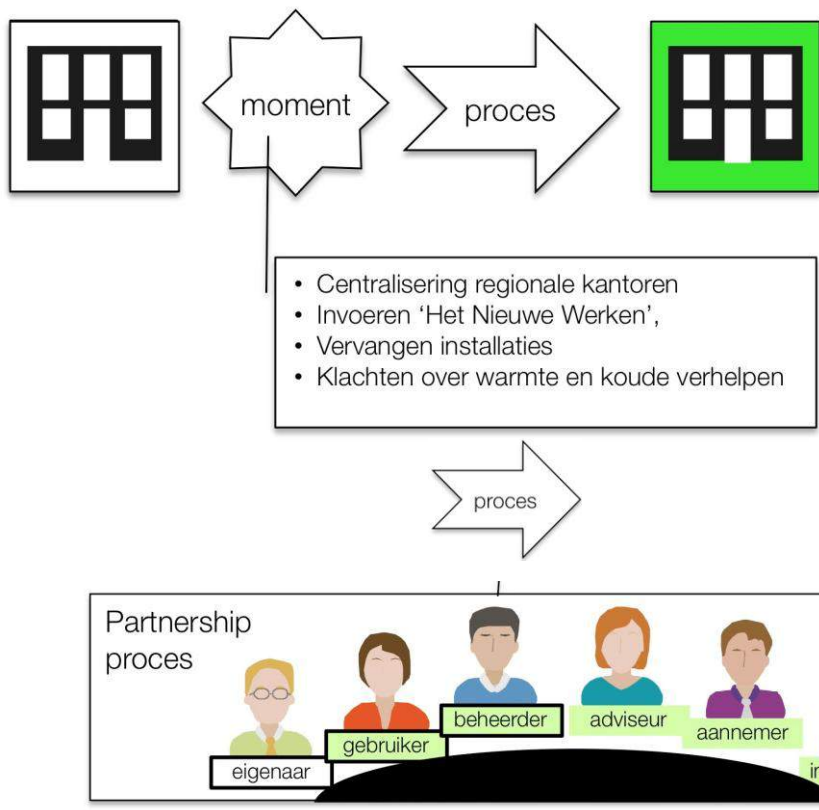 moment
proces
• Centralisering regionale kantoren
• Invoeren ‘Het Nieuwe Werken’,
• Vervangen installaties
• Klachten over warmte en koude verhelpen
proces
Partnership
proces
eigenaar
gebruiker
beheerder
adviseur
aannemer